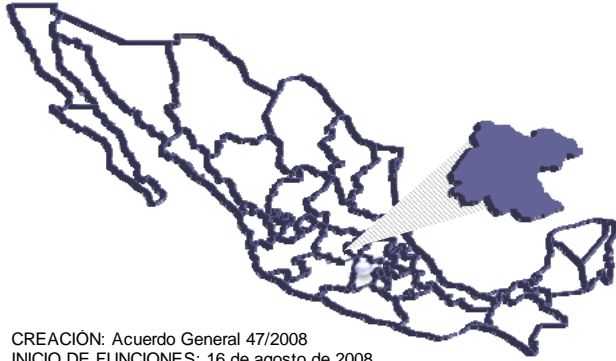 CREACIÓN: Acuerdo General 47/2008
INICIO DE FUNCIONES: 16 de agosto de 2008